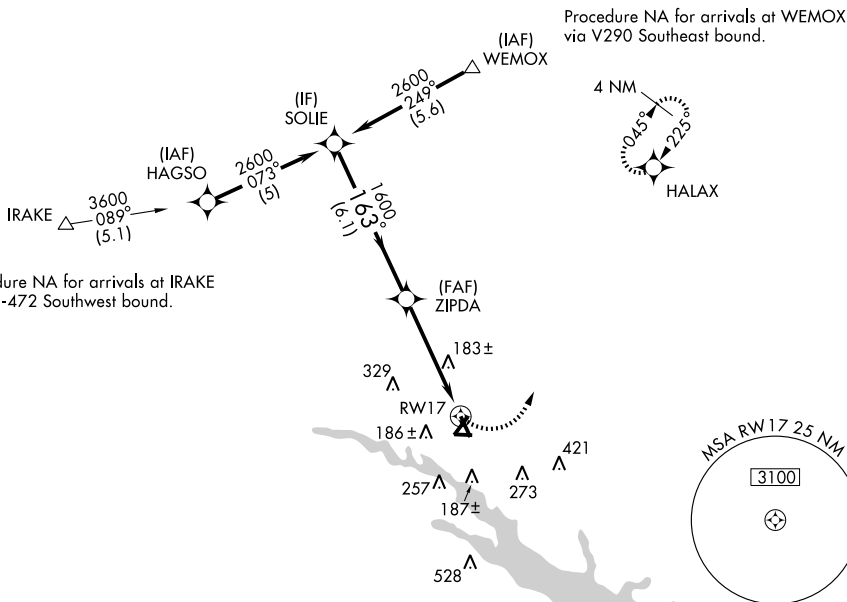 Procedure NA for arrivals at WEMOX
via V290 Southeast bound.
(IAF)
WEMOX
2600
249°
(5.6)
4 NM
045°
225°
HALAX
(IF)
SOLIE
(IAF)
HAGSO
2600
073°
(5)
IRAKE
3600
089°
(5.1)
1600
163°
(6.1)
dure NA for arrivals at IRAKE
-472 Southwest bound.
(FAF)
ZIPDA
183±
329
RW17
186±
421
257
187±
273
528
MSA RW17 25 NM
3100